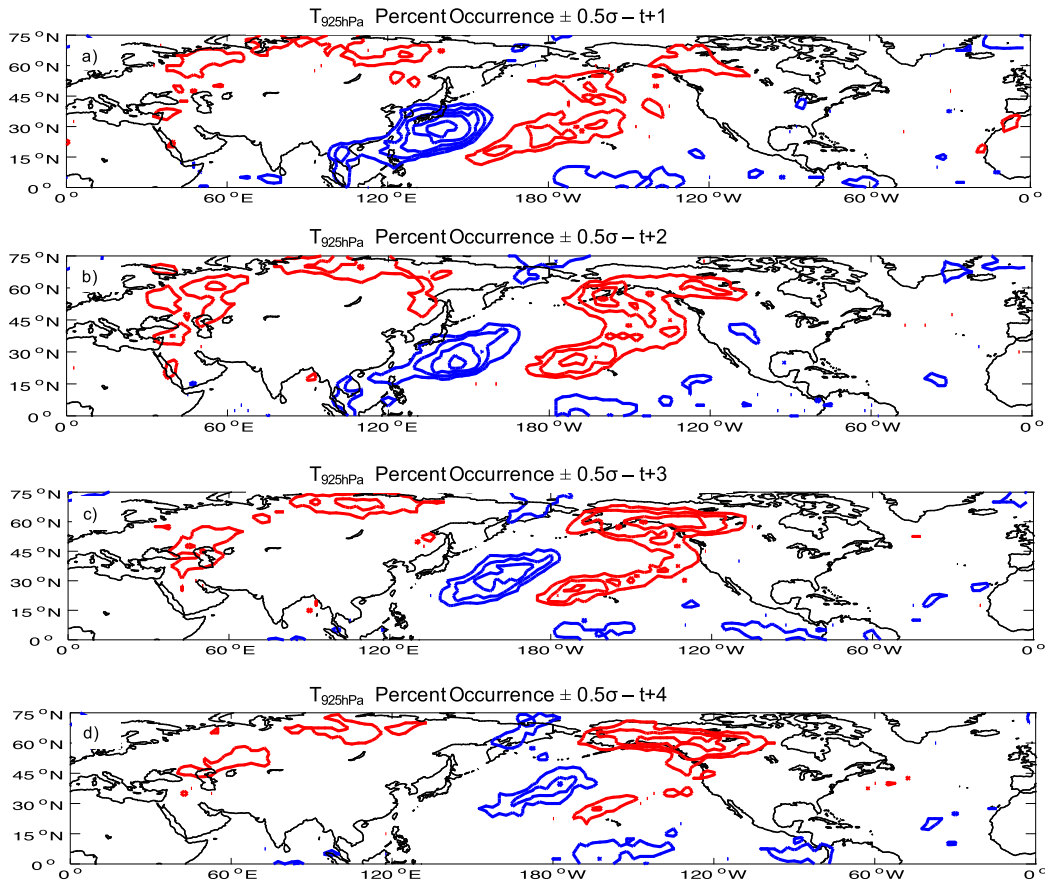 T925hPa Percent Occurrence ± 0.5σ – t+1
75°N
a)
60°N
45°N
30°N
15°N
0°
0° 60°E 120°E 180°W 120°W 60°W 0°
T925hPa Percent Occurrence ± 0.5σ – t+2
75°N
b)
60°N
45°N
30°N
15°N
0°
0° 60°E 120°E 180°W 120°W 60°W 0°
T925hPa Percent Occurrence ± 0.5σ – t+3
75°N
c)
60°N
45°N
30°N
15°N
0°
0° 60°E 120°E 180°W 120°W 60°W 0°
T925hPa Percent Occurrence ± 0.5σ – t+4
75°N
d)
60°N
45°N
30°N
15°N
0°
0° 60°E 120°E 180°W 120°W 60°W 0°